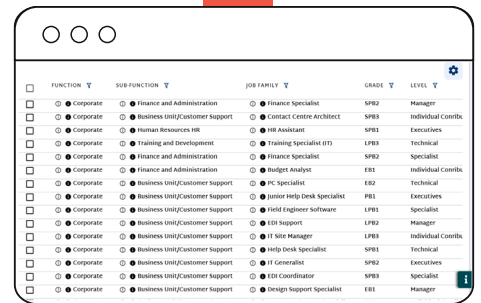 FUNCTION SUB-FUNCTION JOB FAMILY GRADE LEVEL
Corporate Finance and Administration Finance Specialist SPB2 Manager
Corporate Business Unit/Customer Support Contact Centre Architect SPB3 Individual Contribu
Corporate Human Resources HR HR Assistant SPB1 Executives
Corporate Training and Development Training Specialist (IT) LPB3 Technical
Corporate Finance and Administration Finance Specialist SPB2 Specialist
Corporate Finance and Administration Budget Analyst EB1 Individual Conribu
Corporate Business Unit/Customer Support PC Specialist EB2 Technical
Corporate Business Unit/Customer Support Junior Help Desk Specialist PB1 Executives
Corporate Business Unit/Customer Support Field Engineer Software LPB1 Specialist
Corporate Business Unit/Customer Support EDI Support LPB2 Manager
Corporate Business Unit/Customer Support IT Site Manager LPB3 Individual Contribu
Corporate Business Unit/Customer Support Help Desk Specialist SPB1 Technical
Corporate Business Unit/Customer Support IT Generalist SPB2 Executives
Corporate Business Unit/Customer Support EDI Coordinator SPB3 Specialist
Corporate Business Unit/Customer Support Design Support Specialist EB1 Manager